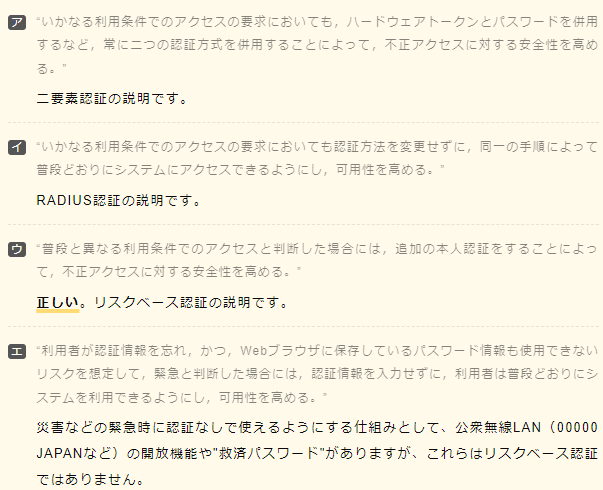 ア "いかなる利用条件でのアクセスの要求においても，ハードウェアトークンとパスワードを併用
するなど，常に二つの認証方式を併用することによって，不正アクセスに対する安全性を高め
る。"
二要素認証の説明です。
イ "いかなる利用条件でのアクセスの要求においても認証方法を変更せずに，同一の手順によって
普段どおりにシステムにアクセスできるようにし，可用性を高める。"
RADIUS認証の説明です。
ウ "普段と異なる利用条件でのアクセスと判断した場合には，追加の本人認証をすることによっ
て，不正アクセスに対する安全性を高める。"
正しい。リスクベース認証の説明です。
エ "利用者が認証情報を忘れ，かつ，Webブラウザに保存しているパスワード情報も使用できない
リスクを想定して，緊急と判断した場合には，認証情報を入力せずに，利用者は普段どおりにシ
ステムを利用できるようにし，可用性を高める。"
災害などの緊急時に認証なしで使えるようにする仕組みとして、公衆無線LAN（00000
JAPANなど）の開放機能や"救済パスワード"がありますが、これらはリスクベース認証
ではありません。